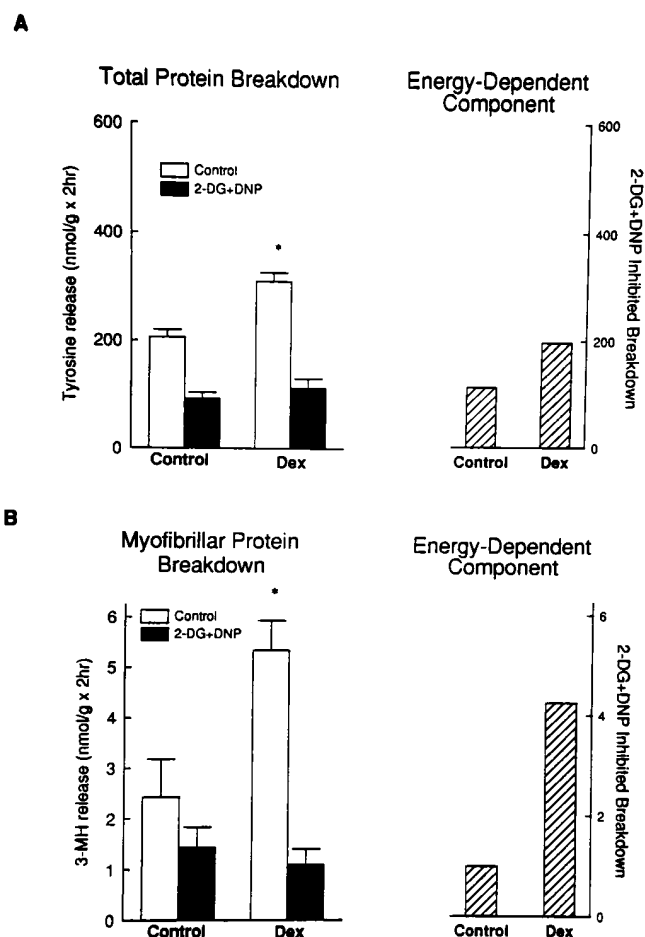 A
Total Protein Breakdown
Energy-Dependent
Component
600
400
200
0
Tyrosine release (nmol/g x 2hr)
Control
2-DG+DNP
*
Control
Dex
600
400
200
0
2-DG+DNP Inhibited Breakdown
Control
Dex
B
Myofibrillar Protein
Breakdown
Energy-Dependent
Component
6
5
4
3
2
1
0
3-MH release (nmol/g x 2hr)
Control
2-DG+DNP
*
Control
Dex
6
4
2
0
2-DG+DNP Inhibited Breakdown
Control
Dex